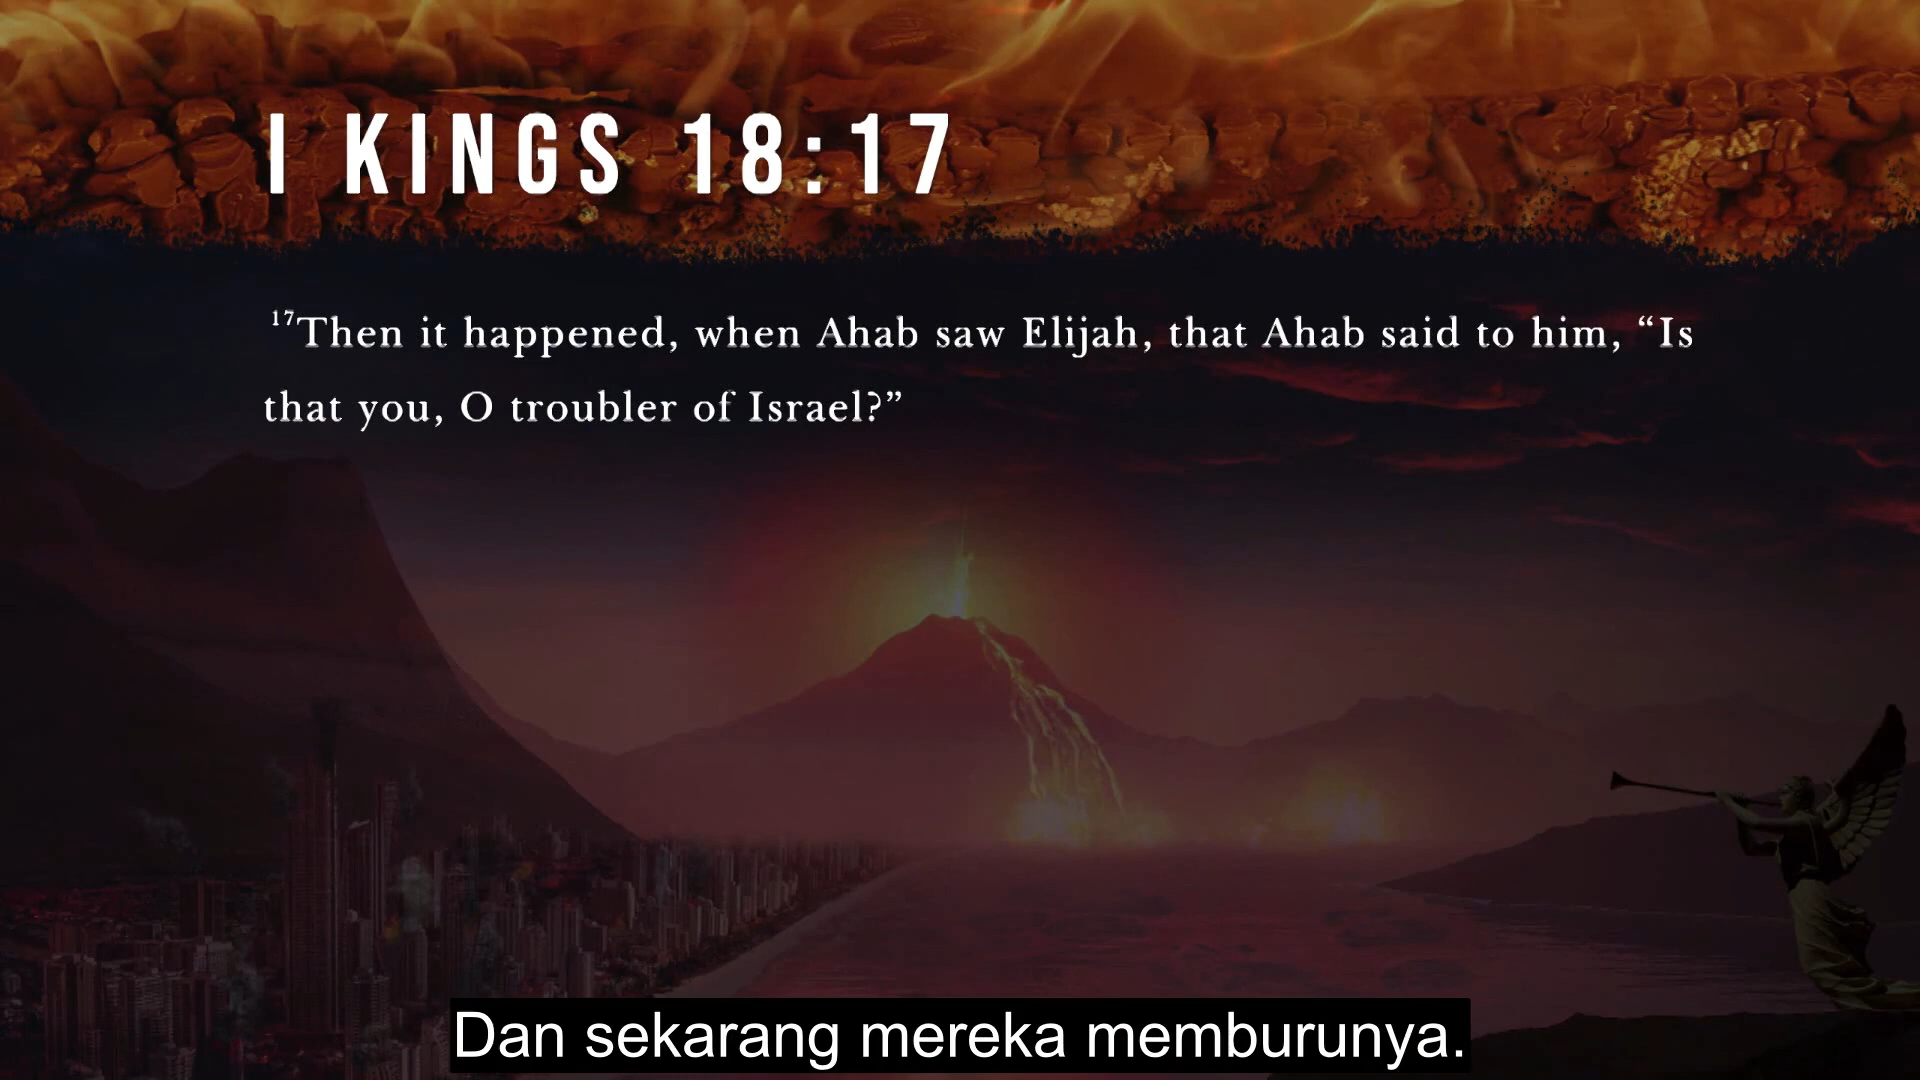 I KINGS 18:17
¹⁷Then it happened, when Ahab saw Elijah, that Ahab said to him, “Is
that you, O troubler of Israel?”
Dan sekarang mereka memburunya.